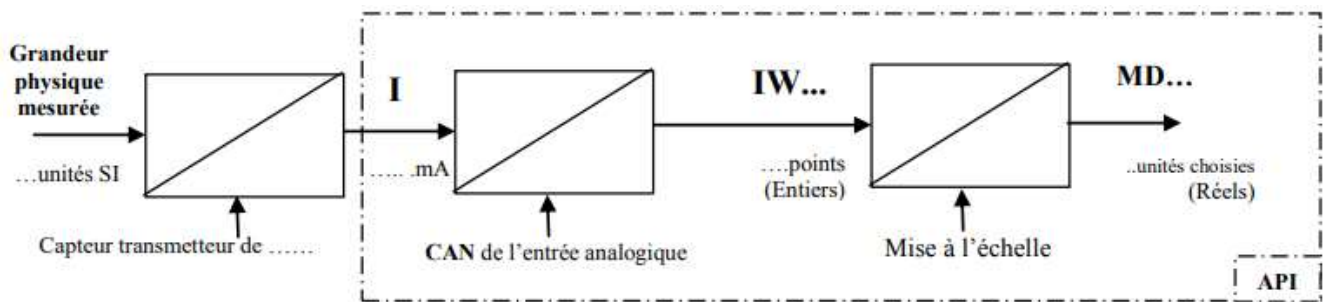 Grandeur
physique
mesurée
…unités SI
Capteur transmetteur de ……
I
….. .mA
CAN de l’entrée analogique
IW...
….points
(Entiers)
Mise à l’échelle
MD…
..unités choisies
(Réels)
API